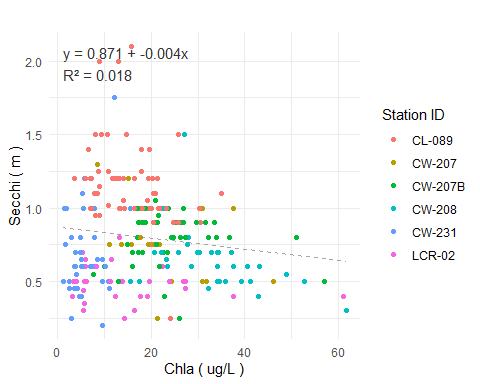 y = 0.871 + -0.004x
R² = 0.018
2.0
1.5
1.0
0.5
Secchi ( m )
0
20
40
60
Chla ( ug/L )
Station ID
CL-089
CW-207
CW-207B
CW-208
CW-231
LCR-02